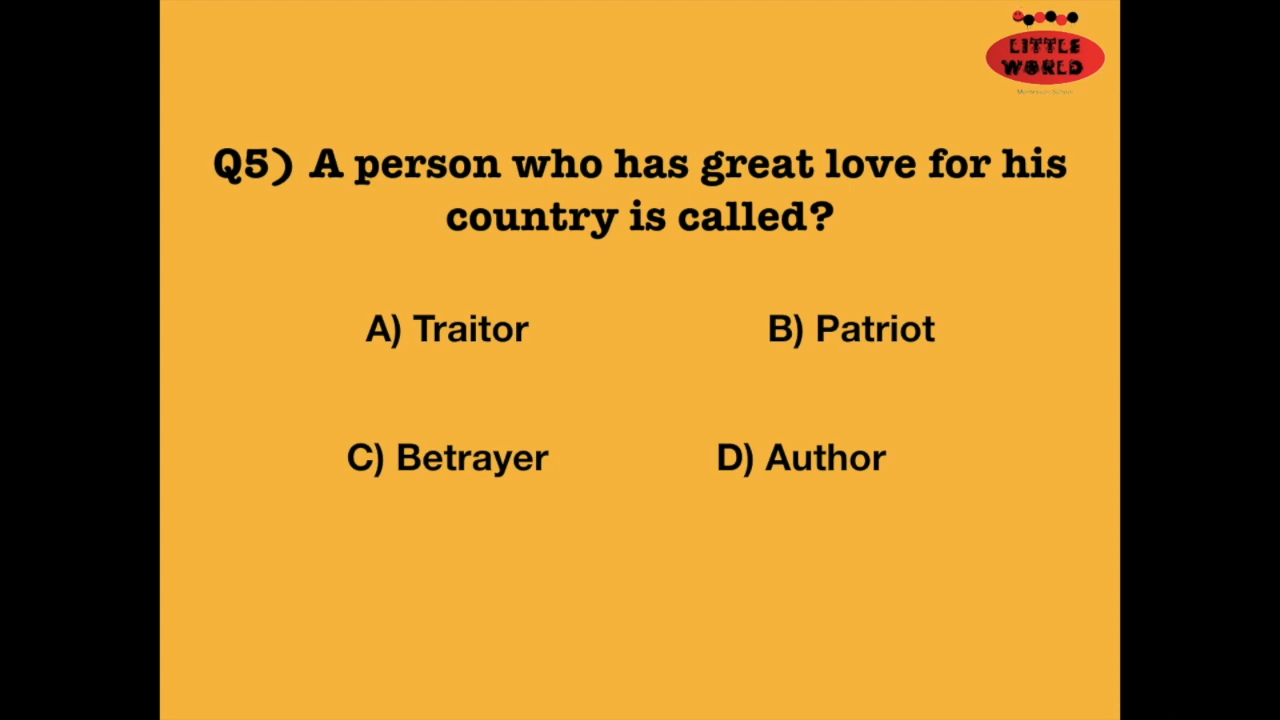 LITTLE
WORLD
Q5) A person who has great love for his
country is called?
A) Traitor
B) Patriot
C) Betrayer
D) Author